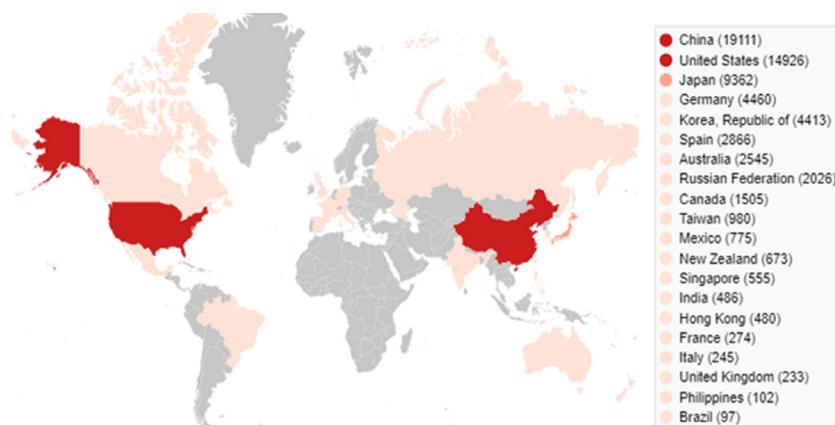 China (19111)
United States (14926)
Japan (9362)
Germany (4460)
Korea, Republic of (4413)
Spain (2866)
Australia (2545)
Russian Federation (2026)
Canada (1505)
Taiwan (980)
Mexico (775)
New Zealand (673)
Singapore (555)
India (486)
Hong Kong (480)
France (274)
Italy (245)
United Kingdom (233)
Philippines (102)
Brazil (97)